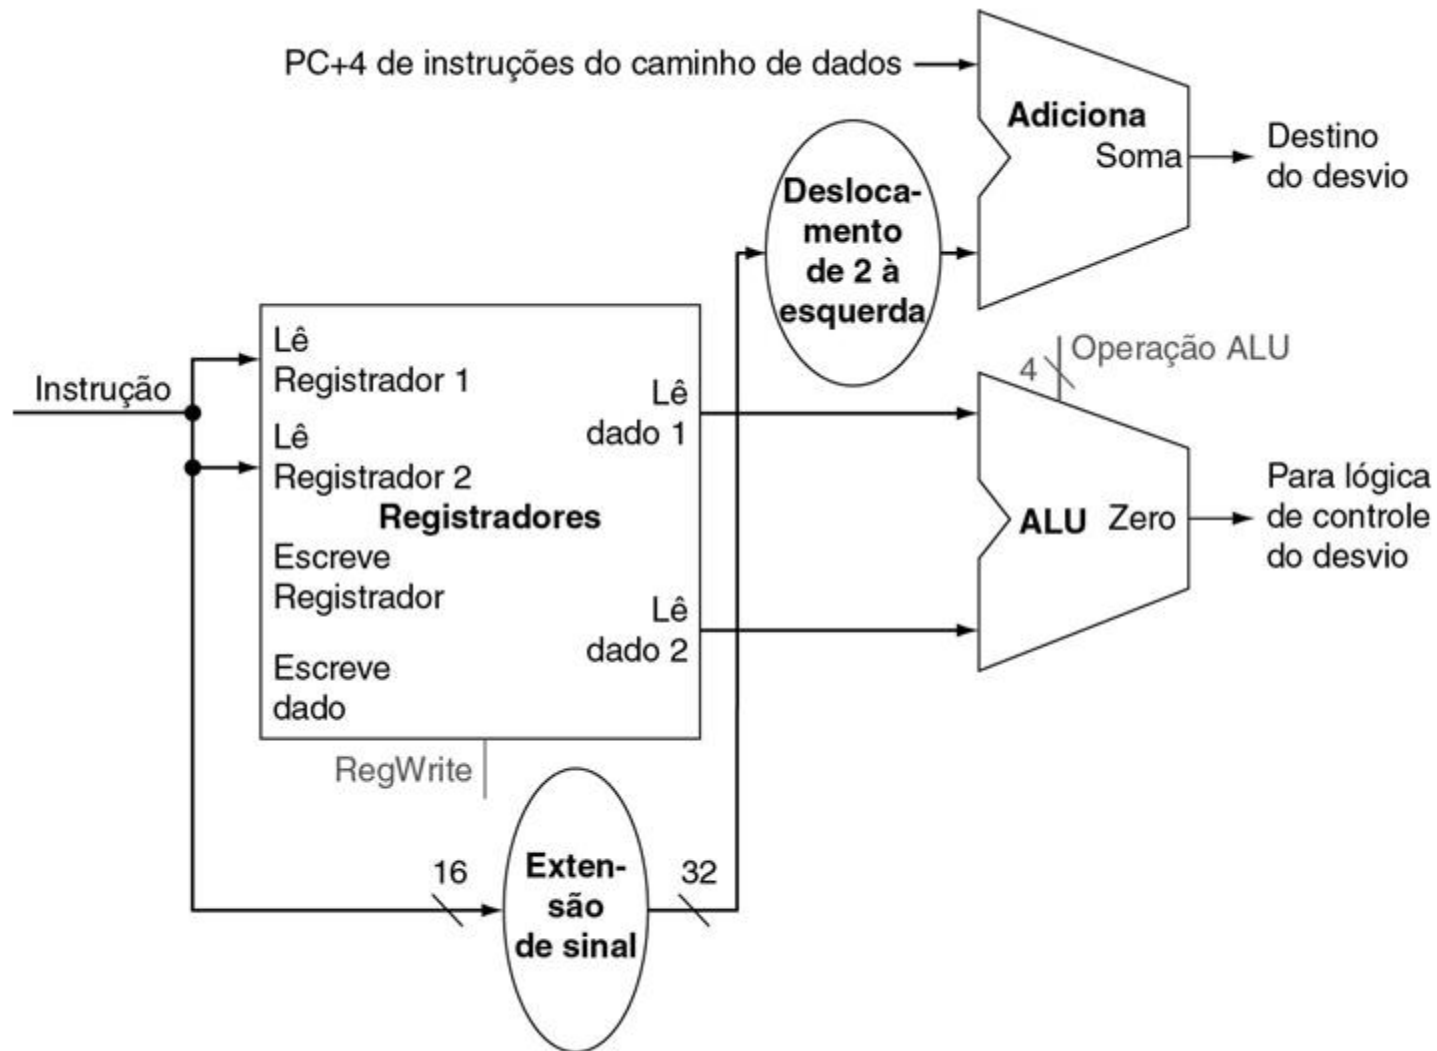 PC+4 de instruções do caminho de dados
Adiciona
Soma
Destino
do desvio
Desloca-
mento
de 2 à
esquerda
Operação ALU
4
Instrução
Lê
Registrador 1
Lê
Registrador 2
Registradores
Escreve
Registrador
Escreve
dado
Lê
dado 1
Lê
dado 2
ALU
Zero
Para lógica
de controle
do desvio
RegWrite
16
Exten-
são
de sinal
32